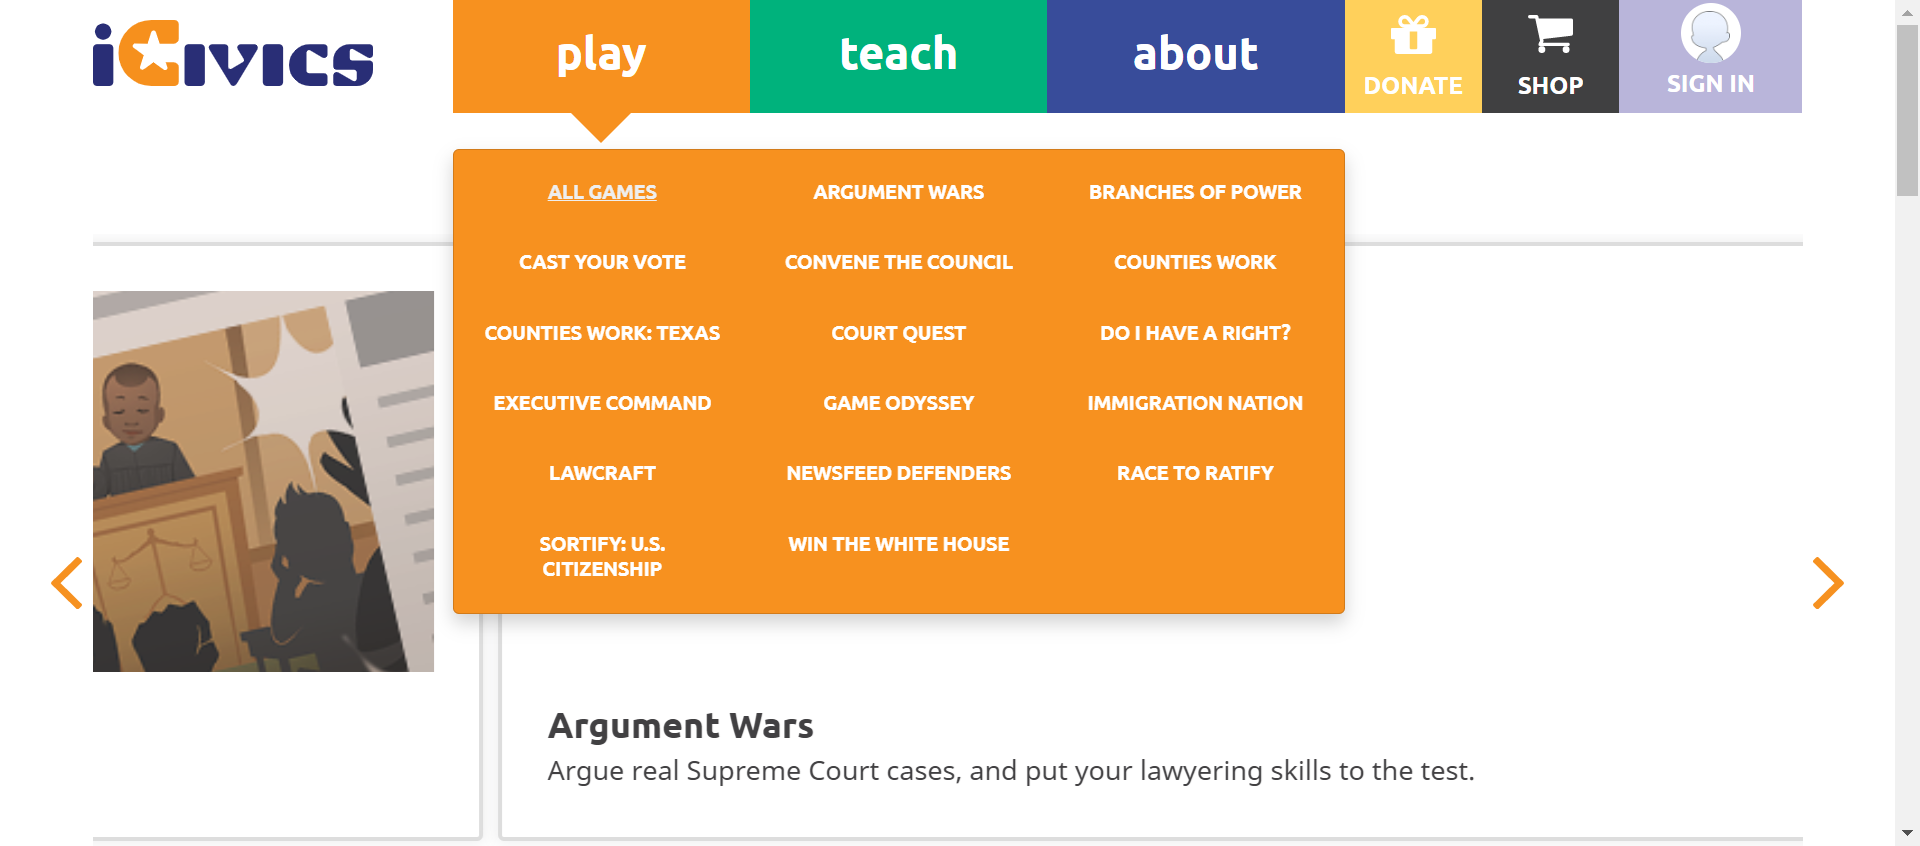 iCivics
play
teach
about
DONATE
SHOP
SIGN IN
ALL GAMES
ARGUMENT WARS
BRANCHES OF POWER
CAST YOUR VOTE
CONVENE THE COUNCIL
COUNTIES WORK
COUNTIES WORK: TEXAS
COURT QUEST
DO I HAVE A RIGHT?
EXECUTIVE COMMAND
GAME ODYSSEY
IMMIGRATION NATION
LAWCRAFT
NEWSFEED DEFENDERS
RACE TO RATIFY
SORTIFY: U.S.
CITIZENSHIP
WIN THE WHITE HOUSE
Argument Wars
Argue real Supreme Court cases, and put your lawyering skills to the test.